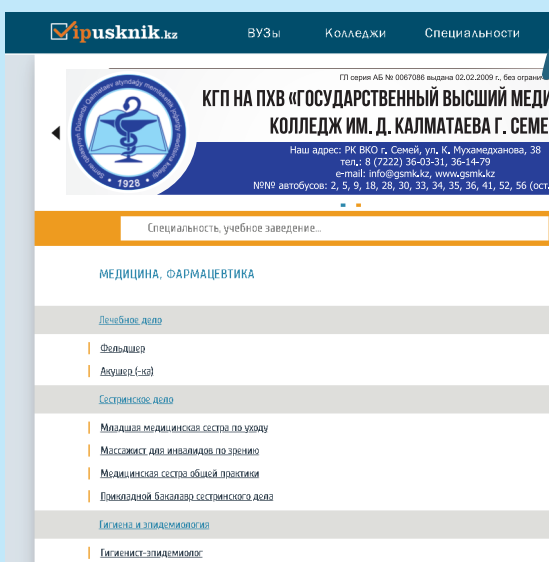 Vipusknik.kz
ВУЗы Колледжи Специальности
ГЛ серия АБ № 0067086 выдана 02.02.2009 г., без ограни
КГП НА ПХВ «ГОСУДАРСТВЕННЫЙ ВЫСШИЙ МЕДИ
КОЛЛЕДЖ ИМ. Д. КАЛМАТАЕВА Г. СЕМЕ
Наш адрес: РК ВКО г. Семей, ул. К. Мухамедханова, 38
тел,: 8 (7222) 36-03-31, 36-14-79
e-mail: info@gsmk.kz, www.gsmk.kz
№№ автобусов: 2, 5, 9, 18, 28, 30, 33, 34, 35, 36, 41, 52, 56 (ост.
1928
Специальность, учебное заведение...
МЕДИЦИНА, ФАРМАЦЕВТИКА
Лечебное дело
Фельдшер
Акушер (-ка)
Сестринское дело
Младшая медицинская сестра по уходу
Массажист для инвалидов по зрению
Медицинская сестра общей практики
Прикладной бакалавр сестринского дела
Гигиена и эпидемиология
Гигиенист-эпидемиолог